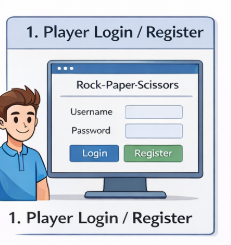 1. Player Login / Register
Rock-Paper-Scissors
Username
Password
Login Register
1. Player Login / Register